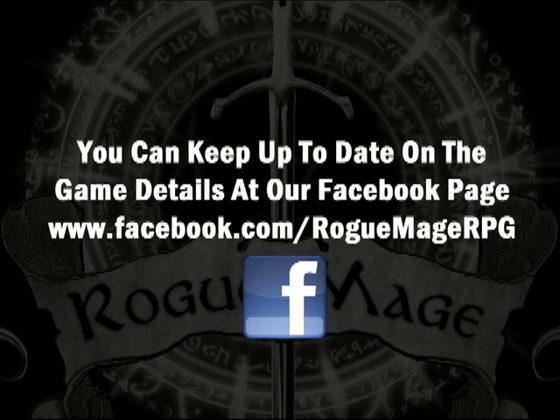 You Can Keep Up To Date On The
Game Details At Our Facebook Page
www.facebook.com/RogueMageRPG
f
Rogue Mage